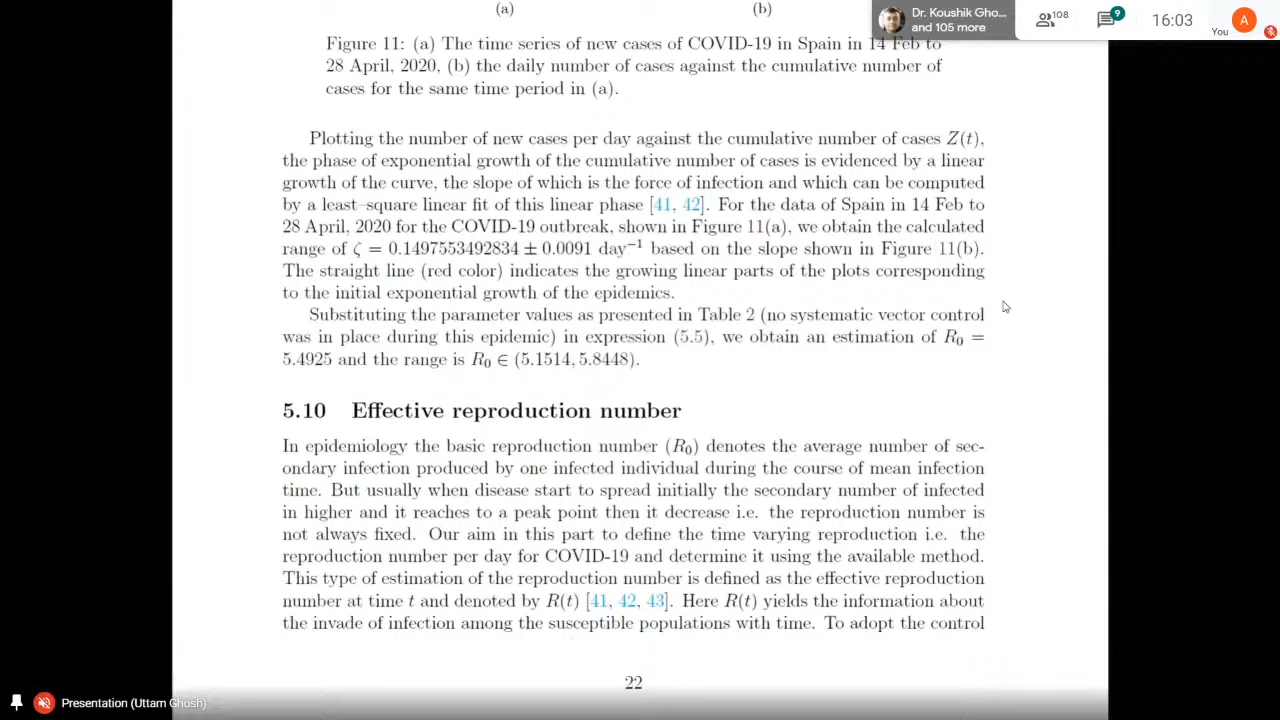 (a) (b)
Dr. Koushik Gho...
and 105 more
108
9
16:03
You
A
Figure 11: (a) The time series of new cases of COVID-19 in Spain in 14 Feb to
28 April, 2020, (b) the daily number of cases against the cumulative number of
cases for the same time period in (a).
Plotting the number of new cases per day against the cumulative number of cases Z(t),
the phase of exponential growth of the cumulative number of cases is evidenced by a linear
growth of the curve, the slope of which is the force of infection and which can be computed
by a least–square linear fit of this linear phase [41, 42]. For the data of Spain in 14 Feb to
28 April, 2020 for the COVID-19 outbreak, shown in Figure 11(a), we obtain the calculated
range of ζ = 0.1497553492834 ± 0.0091 day⁻¹ based on the slope shown in Figure 11(b).
The straight line (red color) indicates the growing linear parts of the plots corresponding
to the initial exponential growth of the epidemics.
Substituting the parameter values as presented in Table 2 (no systematic vector control
was in place during this epidemic) in expression (5.5), we obtain an estimation of R₀ =
5.4925 and the range is R₀ ∈ (5.1514, 5.8448).
5.10 Effective reproduction number
In epidemiology the basic reproduction number (R₀) denotes the average number of sec-
ondary infection produced by one infected individual during the course of mean infection
time. But usually when disease start to spread initially the secondary number of infected
in higher and it reaches to a peak point then it decrease i.e. the reproduction number is
not always fixed. Our aim in this part to define the time varying reproduction i.e. the
reproduction number per day for COVID-19 and determine it using the available method.
This type of estimation of the reproduction number is defined as the effective reproduction
number at time t and denoted by R(t) [41, 42, 43]. Here R(t) yields the information about
the invade of infection among the susceptible populations with time. To adopt the control
22
Presentation (Uttam Ghosh)